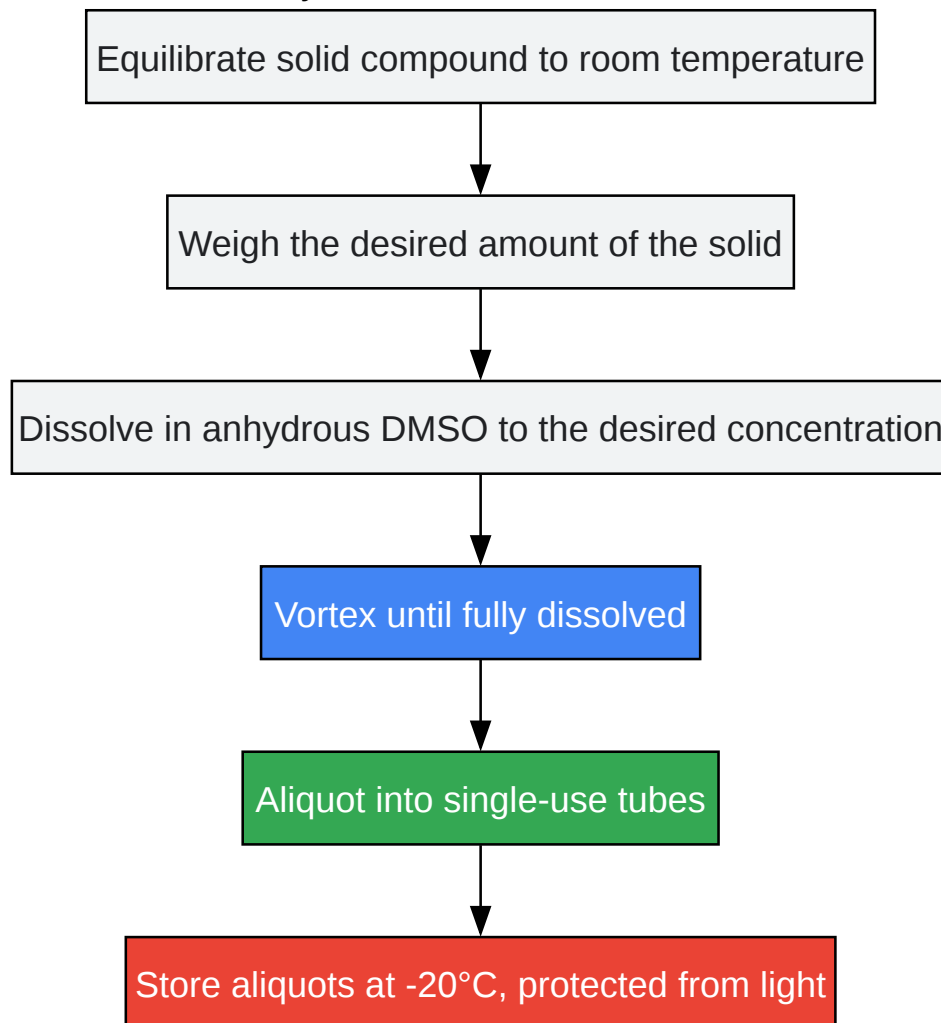 Equilibrate solid compound to room temperature
Weigh the desired amount of the solid
Dissolve in anhydrous DMSO to the desired concentration
Vortex until fully dissolved
Aliquot into single-use tubes
Store aliquots at -20°C, protected from light